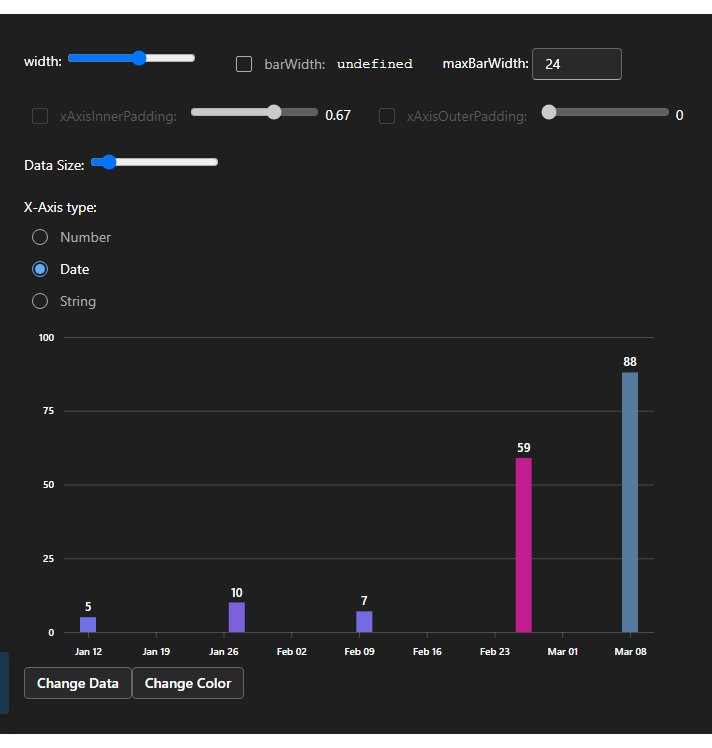 width: barWidth: undefined maxBarWidth: 24
xAxisInnerPadding: 0.67 xAxisOuterPadding: 0
Data Size:
X-Axis type:
Number
Date
String
100
88
75
59
50
25
10
7
5
0
Jan 12 Jan 19 Jan 26 Feb 02 Feb 09 Feb 16 Feb 23 Mar 01 Mar 08
Change Data Change Color